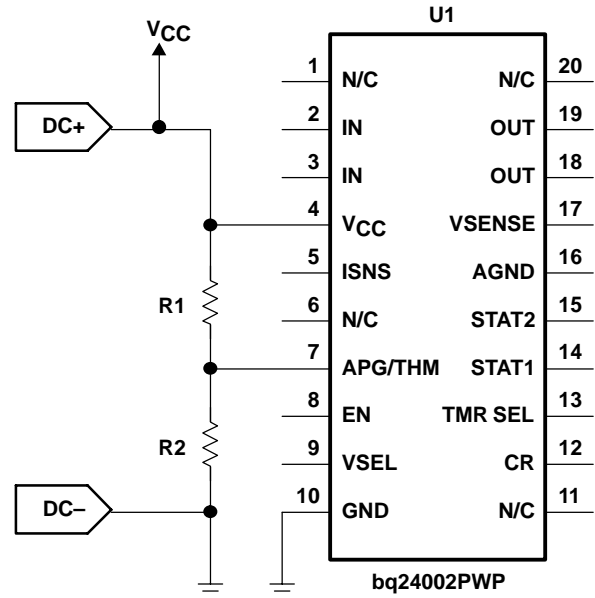 U1
VCC
1 N/C N/C 20
DC+
2 IN OUT 19
3 IN OUT 18
4 VCC VSENSE 17
5 ISNS AGND 16
R1
6 N/C STAT2 15
7 APG/THM STAT1 14
8 EN TMR SEL 13
R2
9 VSEL CR 12
DC–
10 GND N/C 11
bq24002PWP